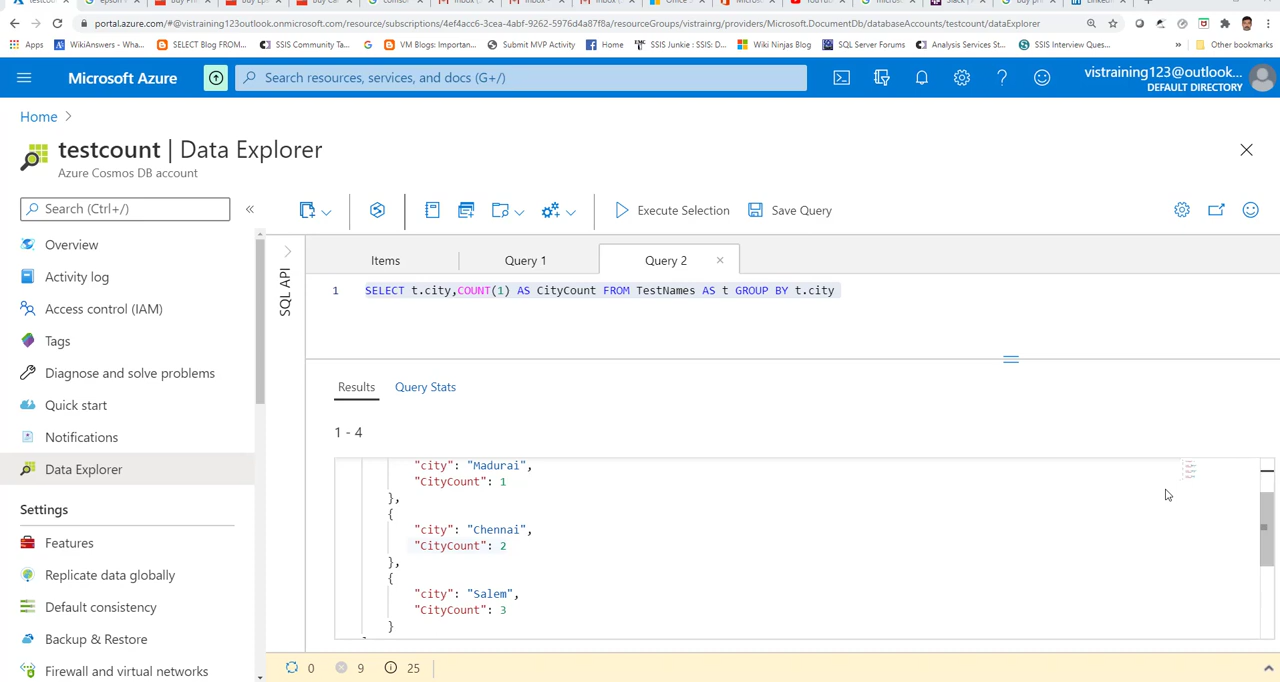 portal.azure.com/#@vistraining123.onmicrosoft.com/resource/subscriptions/4ef4acc6-3cea-4abf-9262-5976d4a87f8a/resourceGroups/vistrainrg/providers/Microsoft.DocumentDb/databaseAccounts/testcount/dataExplorer
Apps WikiAnswers - Wha... SELECT Blog FROM... SSIS Community Ta... VM Blogs: Importan... Submit MVP Activity Home SSIS Junkie : SSIS: D... Wiki Ninjas Blog SQL Server Forums Analysis Services St... SSIS Interview Ques... » Other bookmarks
Microsoft Azure Search resources, services, and docs (G+/) vistraining123@outlook...
DEFAULT DIRECTORY
Home >
testcount | Data Explorer
Azure Cosmos DB account
Search (Ctrl+/) « Execute Selection Save Query
Overview
Activity log
Access control (IAM)
Tags
Diagnose and solve problems
Quick start
Notifications
Data Explorer
Settings
Features
Replicate data globally
Default consistency
Backup & Restore
Firewall and virtual networks
SQL API
Items Query 1 Query 2
1 SELECT t.city,COUNT(1) AS CityCount FROM TestNames AS t GROUP BY t.city
Results Query Stats
1 - 4
"city": "Madurai",
"CityCount": 1
},
{
"city": "Chennai",
"CityCount": 2
},
{
"city": "Salem",
"CityCount": 3
}
0 9 25